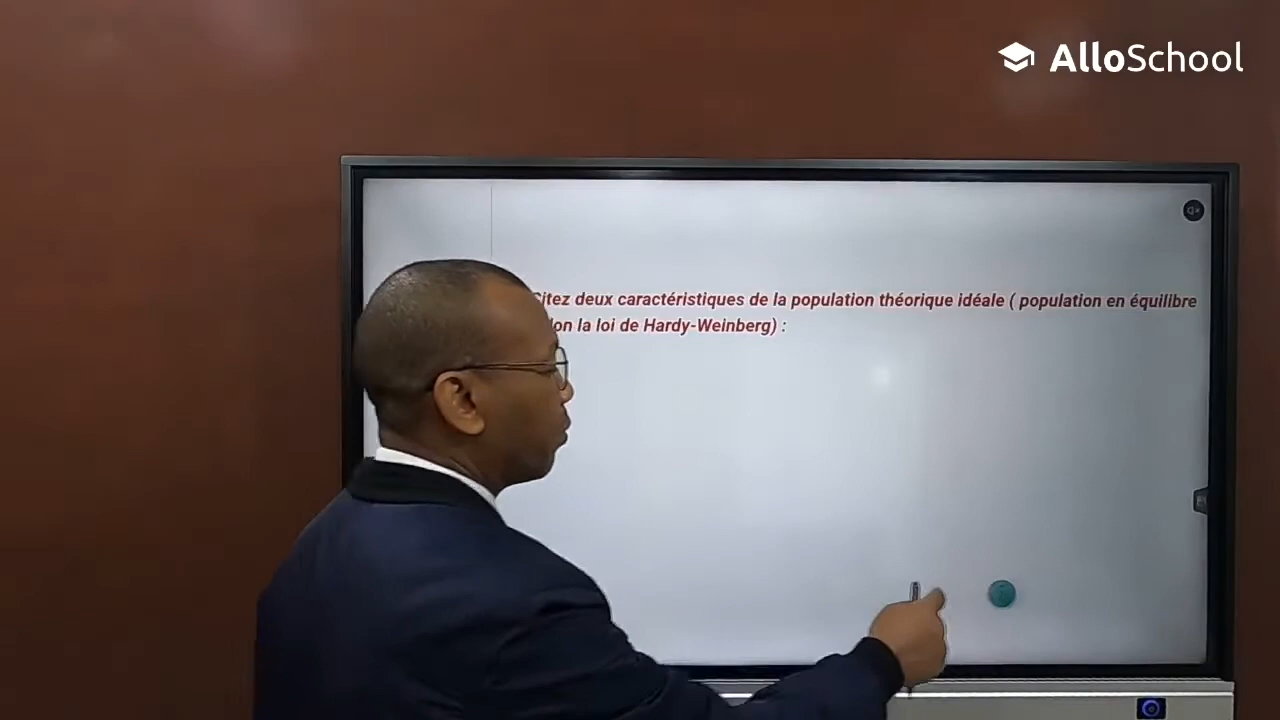 AlloSchool
Citez deux caractéristiques de la population théorique idéale ( population en équilibre
la loi de Hardy-Weinberg) :